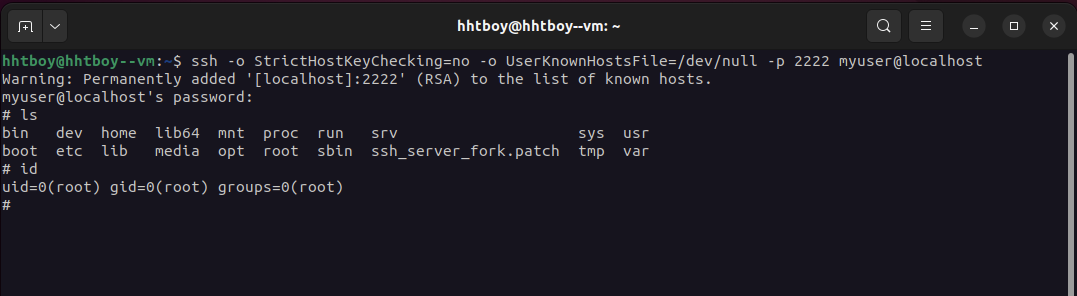 hhtboy@hhtboy--vm: ~
hhtboy@hhtboy--vm:~$ ssh -o StrictHostKeyChecking=no -o UserKnownHostsFile=/dev/null -p 2222 myuser@localhost
Warning: Permanently added '[localhost]:2222' (RSA) to the list of known hosts.
myuser@localhost's password:
# ls
bin   dev  home  lib64  mnt  proc  run   srv                    sys  usr
boot  etc  lib   media  opt  root  sbin  ssh_server_fork.patch  tmp  var
# id
uid=0(root) gid=0(root) groups=0(root)
#